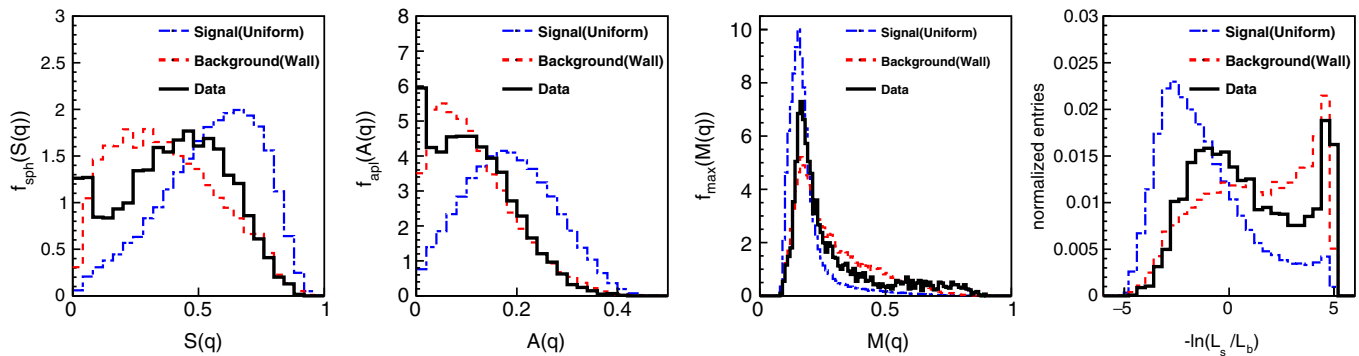 f_sph(S(q))
3
2.5
2
1.5
1
0.5
0
0
0.5
1
S(q)
Signal(Uniform)
Background(Wall)
Data
f_apl(A(q))
8
7
6
5
4
3
2
1
0
0
0.2
0.4
A(q)
Signal(Uniform)
Background(Wall)
Data
f_max(M(q))
10
8
6
4
2
0
0
0.5
1
M(q)
Signal(Uniform)
Background(Wall)
Data
normalized entries
0.03
0.025
0.02
0.015
0.01
0.005
0
−5
0
5
-ln(L_s/L_b)
Signal(Uniform)
Background(Wall)
Data